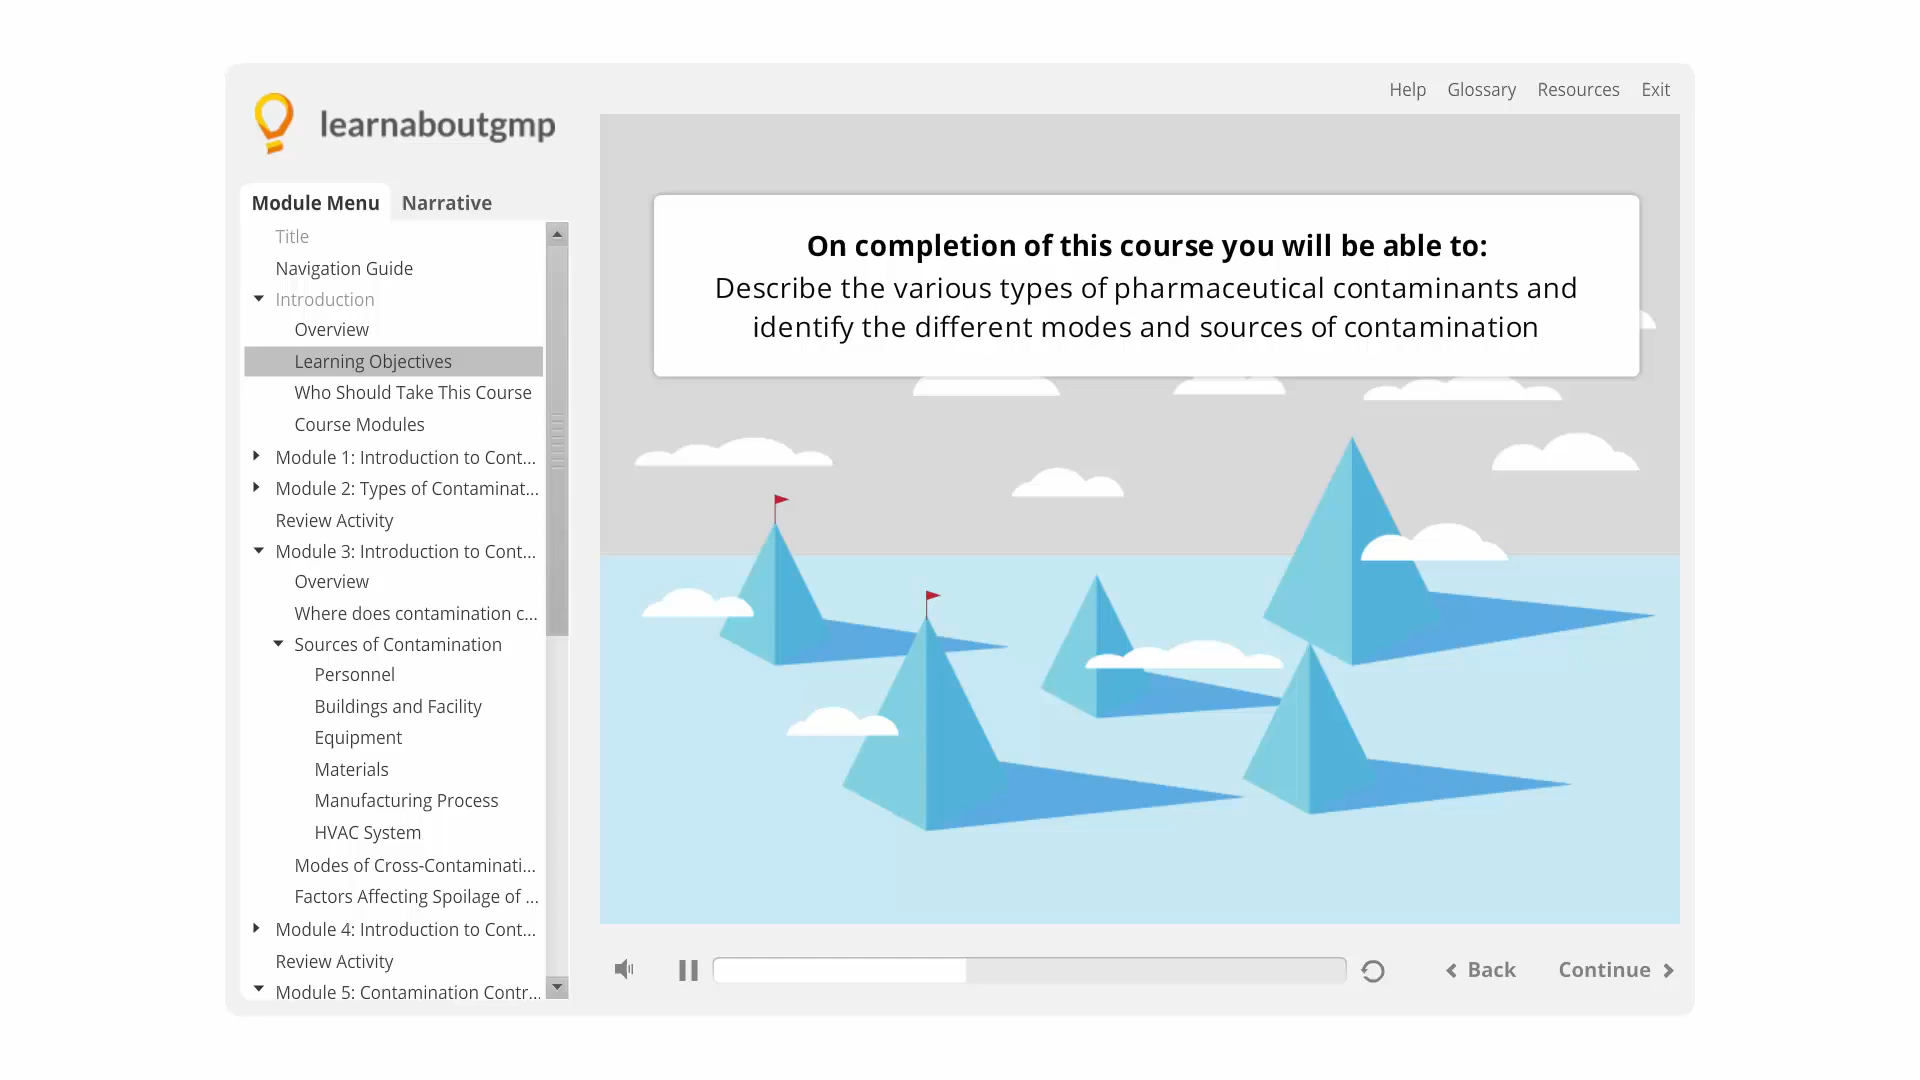 Help Glossary Resources Exit
learnaboutgmp
Module Menu Narrative
Title
Navigation Guide
Introduction
Overview
Learning Objectives
Who Should Take This Course
Course Modules
Module 1: Introduction to Cont...
Module 2: Types of Contaminat...
Review Activity
Module 3: Introduction to Cont...
Overview
Where does contamination c...
Sources of Contamination
Personnel
Buildings and Facility
Equipment
Materials
Manufacturing Process
HVAC System
Modes of Cross-Contaminati...
Factors Affecting Spoilage of ...
Module 4: Introduction to Cont...
Review Activity
Module 5: Contamination Contr...
On completion of this course you will be able to:
Describe the various types of pharmaceutical contaminants and
identify the different modes and sources of contamination
Back Continue